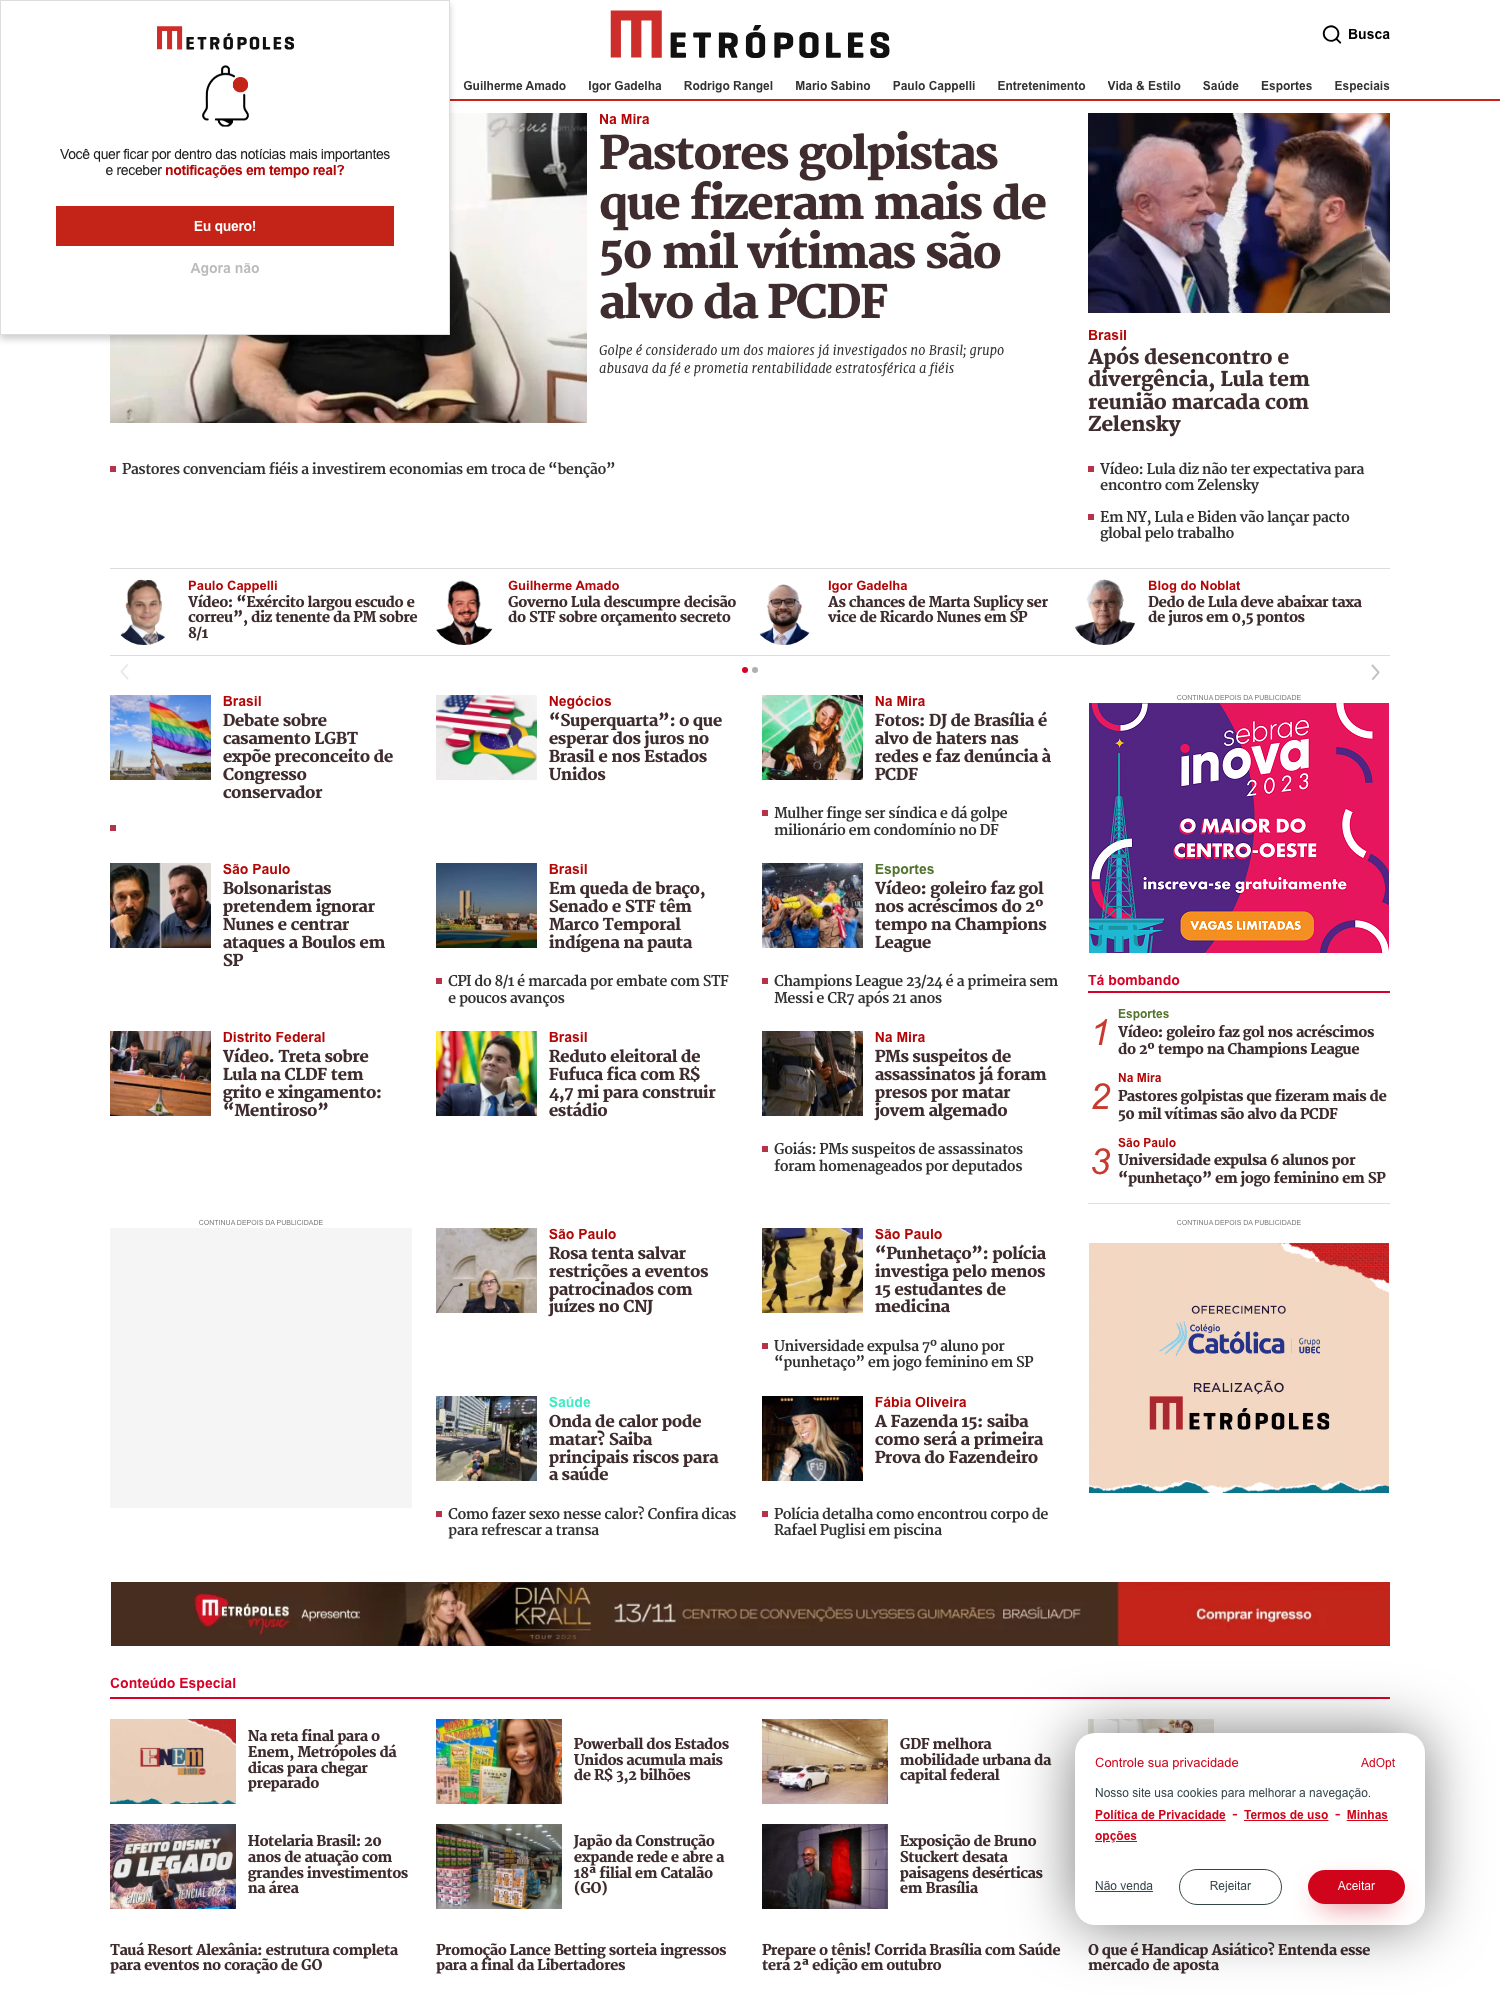 METRÓPOLES
Você quer ficar por dentro das notícias mais importantes
e receber notificações em tempo real?
Eu quero!
Agora não
METRÓPOLES
Busca
Guilherme Amado
Igor Gadelha
Rodrigo Rangel
Mario Sabino
Paulo Cappelli
Entretenimento
Vida & Estilo
Saúde
Esportes
Especiais
Na Mira
Pastores golpistas
que fizeram mais de
50 mil vítimas são
alvo da PCDF
Golpe é considerado um dos maiores já investigados no Brasil; grupo
abusava da fé e prometia rentabilidade estratosférica a fiéis
Pastores convenciam fiéis a investirem economias em troca de “benção”
Brasil
Após desencontro e
divergência, Lula tem
reunião marcada com
Zelensky
Vídeo: Lula diz não ter expectativa para
encontro com Zelensky
Em NY, Lula e Biden vão lançar pacto
global pelo trabalho
Paulo Cappelli
Vídeo: “Exército largou escudo e
correu”, diz tenente da PM sobre
8/1
Guilherme Amado
Governo Lula descumpre decisão
do STF sobre orçamento secreto
Igor Gadelha
As chances de Marta Suplicy ser
vice de Ricardo Nunes em SP
Blog do Noblat
Dedo de Lula deve abaixar taxa
de juros em 0,5 pontos
Brasil
Debate sobre
casamento LGBT
expõe preconceito de
Congresso
conservador
Negócios
“Superquarta”: o que
esperar dos juros no
Brasil e nos Estados
Unidos
Na Mira
Fotos: DJ de Brasília é
alvo de haters nas
redes e faz denúncia à
PCDF
Mulher finge ser síndica e dá golpe
milionário em condomínio no DF
CONTINUA DEPOIS DA PUBLICIDADE
sebrae
inova
2023
O MAIOR DO
CENTRO-OESTE
inscreva-se gratuitamente
VAGAS LIMITADAS
São Paulo
Bolsonaristas
pretendem ignorar
Nunes e centrar
ataques a Boulos em
SP
Brasil
Em queda de braço,
Senado e STF têm
Marco Temporal
indígena na pauta
CPI do 8/1 é marcada por embate com STF
e poucos avanços
Esportes
Vídeo: goleiro faz gol
nos acréscimos do 2º
tempo na Champions
League
Champions League 23/24 é a primeira sem
Messi e CR7 após 21 anos
Tá bombando
1
Esportes
Vídeo: goleiro faz gol nos acréscimos
do 2º tempo na Champions League
2
Na Mira
Pastores golpistas que fizeram mais de
50 mil vítimas são alvo da PCDF
3
São Paulo
Universidade expulsa 6 alunos por
“punhetaço” em jogo feminino em SP
Distrito Federal
Vídeo. Treta sobre
Lula na CLDF tem
grito e xingamento:
“Mentiroso”
Brasil
Reduto eleitoral de
Fufuca fica com R$
4,7 mi para construir
estádio
Na Mira
PMs suspeitos de
assassinatos já foram
presos por matar
jovem algemado
Goiás: PMs suspeitos de assassinatos
foram homenageados por deputados
CONTINUA DEPOIS DA PUBLICIDADE
São Paulo
Rosa tenta salvar
restrições a eventos
patrocinados com
juízes no CNJ
São Paulo
“Punhetaço”: polícia
investiga pelo menos
15 estudantes de
medicina
Universidade expulsa 7º aluno por
“punhetaço” em jogo feminino em SP
CONTINUA DEPOIS DA PUBLICIDADE
OFERECIMENTO
Colégio
Católica
Grupo
UBEC
REALIZAÇÃO
METRÓPOLES
Saúde
Onda de calor pode
matar? Saiba
principais riscos para
a saúde
Como fazer sexo nesse calor? Confira dicas
para refrescar a transa
Fábia Oliveira
A Fazenda 15: saiba
como será a primeira
Prova do Fazendeiro
Polícia detalha como encontrou corpo de
Rafael Puglisi em piscina
METRÓPOLES
music
Apresenta:
DIANA
KRALL
13/11 CENTRO DE CONVENÇÕES ULYSSES GUIMARÃES BRASÍLIA/DF
Comprar ingresso
Conteúdo Especial
ENEM
Na reta final para o
Enem, Metrópoles dá
dicas para chegar
preparado
Powerball dos Estados
Unidos acumula mais
de R$ 3,2 bilhões
GDF melhora
mobilidade urbana da
capital federal
EFEITO DISNEY
O LEGADO
Hotelaria Brasil: 20
anos de atuação com
grandes investimentos
na área
Japão da Construção
expande rede e abre a
18ª filial em Catalão
(GO)
Exposição de Bruno
Stuckert desata
paisagens desérticas
em Brasília
Controle sua privacidade
AdOpt
Nosso site usa cookies para melhorar a navegação.
Política de Privacidade - Termos de uso - Minhas
opções
Não venda
Rejeitar
Aceitar
Tauá Resort Alexânia: estrutura completa
para eventos no coração de GO
Promoção Lance Betting sorteia ingressos
para a final da Libertadores
Prepare o tênis! Corrida Brasília com Saúde
terá 2ª edição em outubro
O que é Handicap Asiático? Entenda esse
mercado de aposta